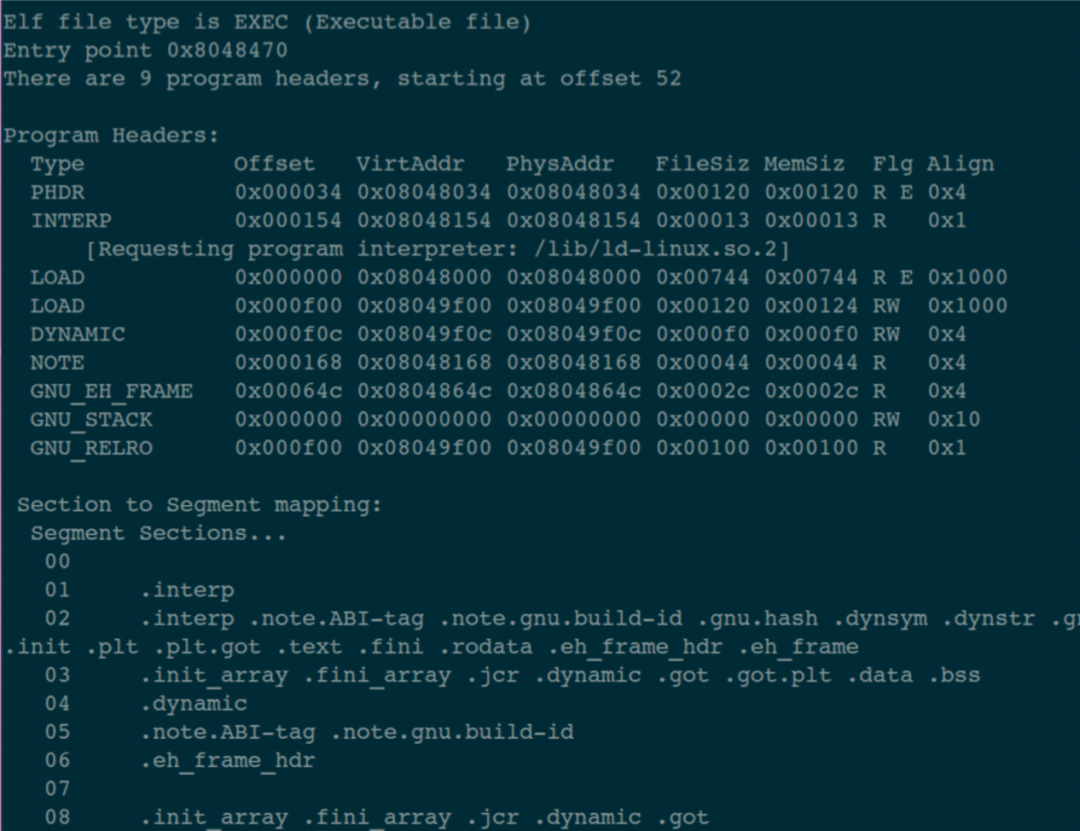 Elf file type is EXEC (Executable file)
Entry point 0x8048470
There are 9 program headers, starting at offset 52
Program Headers:
Type Offset VirtAddr PhysAddr FileSiz MemSiz Flg Align
PHDR 0x000034 0x08048034 0x08048034 0x00120 0x00120 R E 0x4
INTERP 0x000154 0x08048154 0x08048154 0x00013 0x00013 R 0x1
[Requesting program interpreter: /lib/ld-linux.so.2]
LOAD 0x000000 0x08048000 0x08048000 0x00744 0x00744 R E 0x1000
LOAD 0x000f00 0x08049f00 0x08049f00 0x00120 0x00124 RW 0x1000
DYNAMIC 0x000f0c 0x08049f0c 0x08049f0c 0x000f0 0x000f0 RW 0x4
NOTE 0x000168 0x08048168 0x08048168 0x00044 0x00044 R 0x4
GNU_EH_FRAME 0x00064c 0x0804864c 0x0804864c 0x0002c 0x0002c R 0x4
GNU_STACK 0x000000 0x00000000 0x00000000 0x00000 0x00000 RW 0x10
GNU_RELRO 0x000f00 0x08049f00 0x08049f00 0x00100 0x00100 R 0x1
Section to Segment mapping:
Segment Sections...
00
01 .interp
02 .interp .note.ABI-tag .note.gnu.build-id .gnu.hash .dynsym .dynstr
.init .plt .plt.got .text .fini .rodata .eh_frame_hdr .eh_frame
03 .init_array .fini_array .jcr .dynamic .got .got.plt .data .bss
04 .dynamic
05 .note.ABI-tag .note.gnu.build-id
06 .eh_frame_hdr
07
08 .init_array .fini_array .jcr .dynamic .got